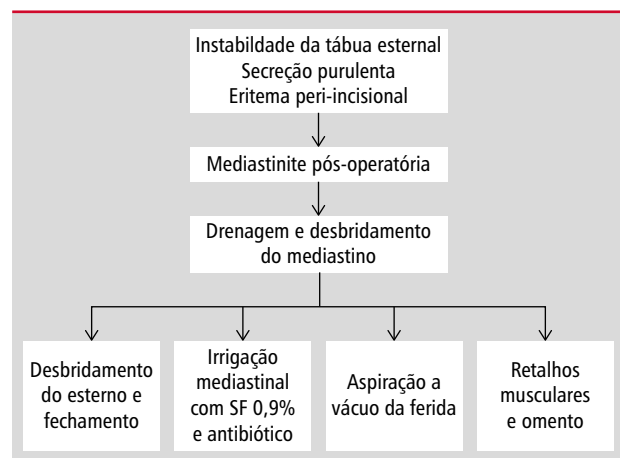 Instabildade da tábua esternal
Secreção purulenta
Eritema peri-incisional
Mediastinite pós-operatória
Drenagem e desbridamento
do mediastino
Desbridamento
do esterno e
fechamento
Irrigação
mediastinal
com SF 0,9%
e antibiótico
Aspiração a
vácuo da ferida
Retalhos
musculares
e omento